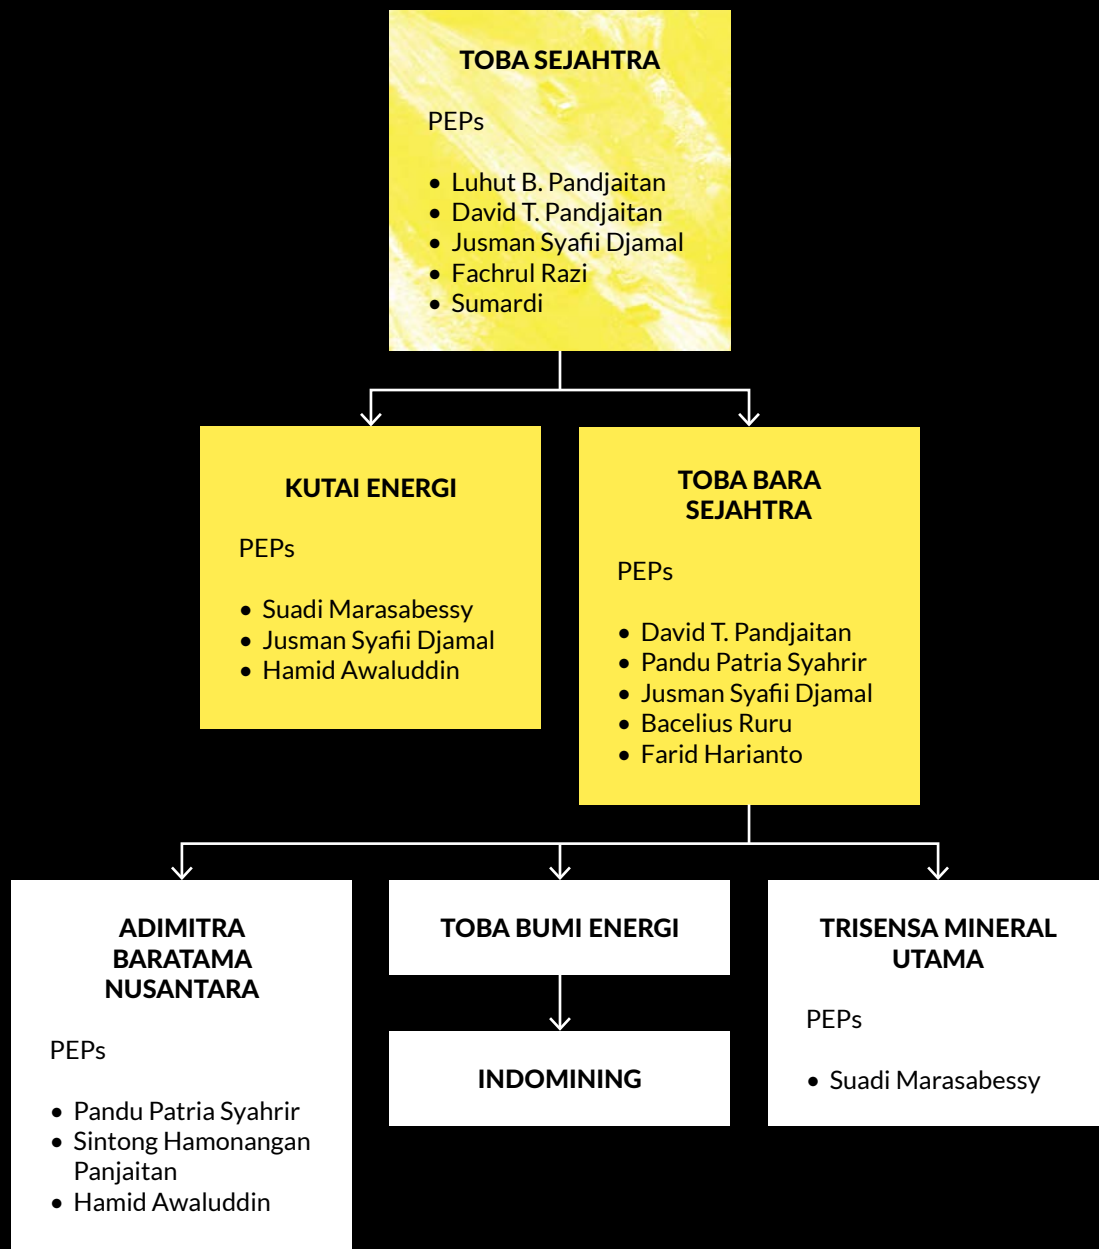 TOBA SEJAHTRA
PEPs
• Luhut B. Pandjaitan
• David T. Pandjaitan
• Jusman Syafii Djamal
• Fachrul Razi
• Sumardi
KUTAI ENERGI
PEPs
• Suadi Marasabessy
• Jusman Syafii Djamal
• Hamid Awaluddin
TOBA BARA
SEJAHTRA
PEPs
• David T. Pandjaitan
• Pandu Patria Syahrir
• Jusman Syafii Djamal
• Bacelius Ruru
• Farid Harianto
ADIMITRA
BARATAMA
NUSANTARA
PEPs
• Pandu Patria Syahrir
• Sintong Hamonangan
Panjaitan
• Hamid Awaluddin
TOBA BUMI ENERGI
INDOMINING
TRISENSA MINERAL
UTAMA
PEPs
• Suadi Marasabessy